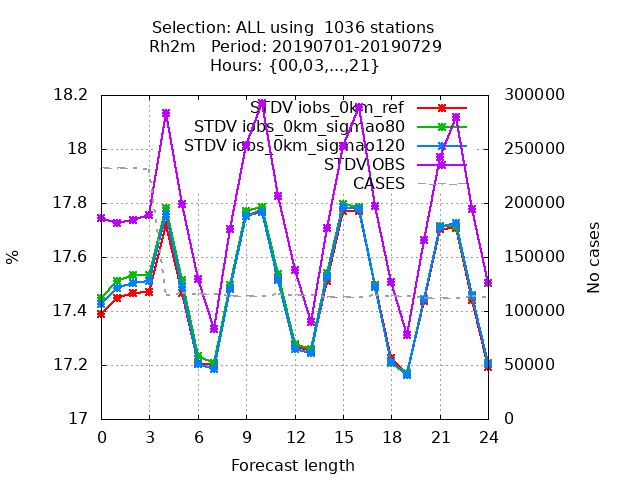 Selection: ALL using  1036 stations
Rh2m   Period: 20190701-20190729
Hours: {00,03,...,21}
STDV iobs_0km_ref
STDV iobs_0km_sigmao80
STDV iobs_0km_sigmao120
STDV OBS
CASES
18.2
18
17.8
17.6
17.4
17.2
17
%
300000
250000
200000
150000
100000
50000
0
No cases
0 3 6 9 12 15 18 21 24
Forecast length